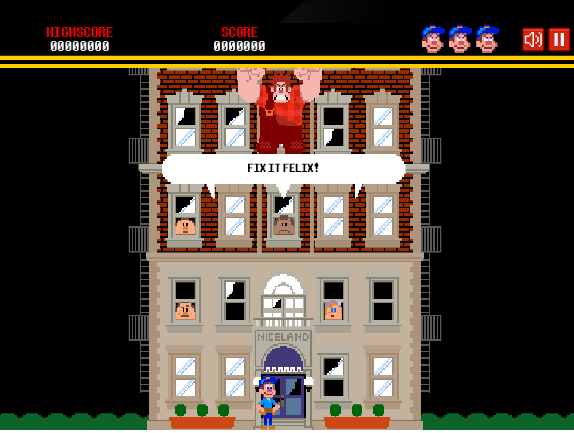 HIGHSCORE
00000000
SCORE
0000000
FIX IT FELIX!
NICELAND